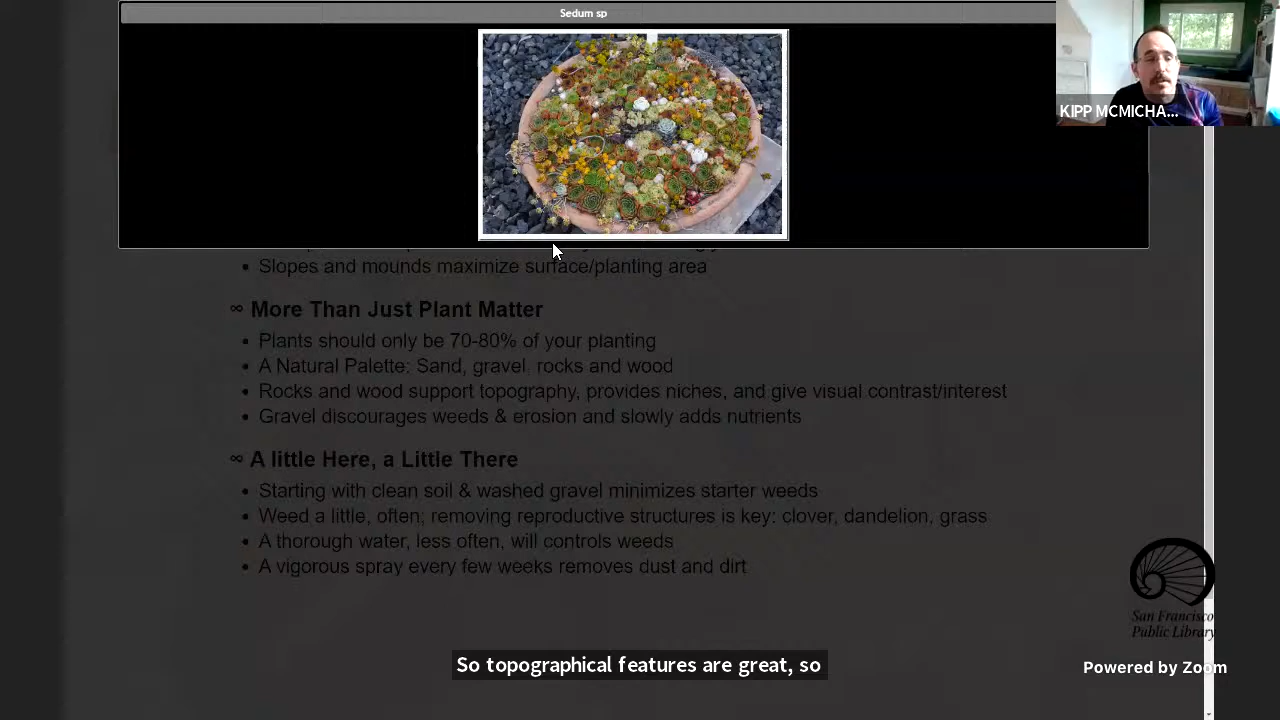 Sedum sp
KIPP MCMICHA...
• Slopes and mounds maximize surface/planting area
∞ More Than Just Plant Matter
• Plants should only be 70-80% of your planting
• A Natural Palette: Sand, gravel, rocks and wood
• Rocks and wood support topography, provides niches, and give visual contrast/interest
• Gravel discourages weeds & erosion and slowly adds nutrients
∞ A little Here, a Little There
• Starting with clean soil & washed gravel minimizes starter weeds
• Weed a little, often; removing reproductive structures is key: clover, dandelion, grass
• A thorough water, less often, will controls weeds
• A vigorous spray every few weeks removes dust and dirt
San Francisco
Public Library
So topographical features are great, so
Powered by Zoom